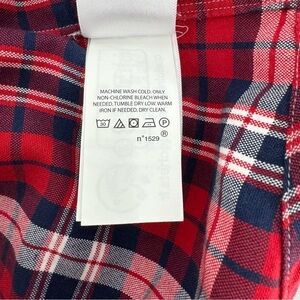 MACHINE WASH COLD. ONLY
NON-CHLORINE BLEACH WHEN
NEEDED. TUMBLE DRY LOW. WARM
IRON IF NEEDED. DRY CLEAN.
30
n°1529 ®